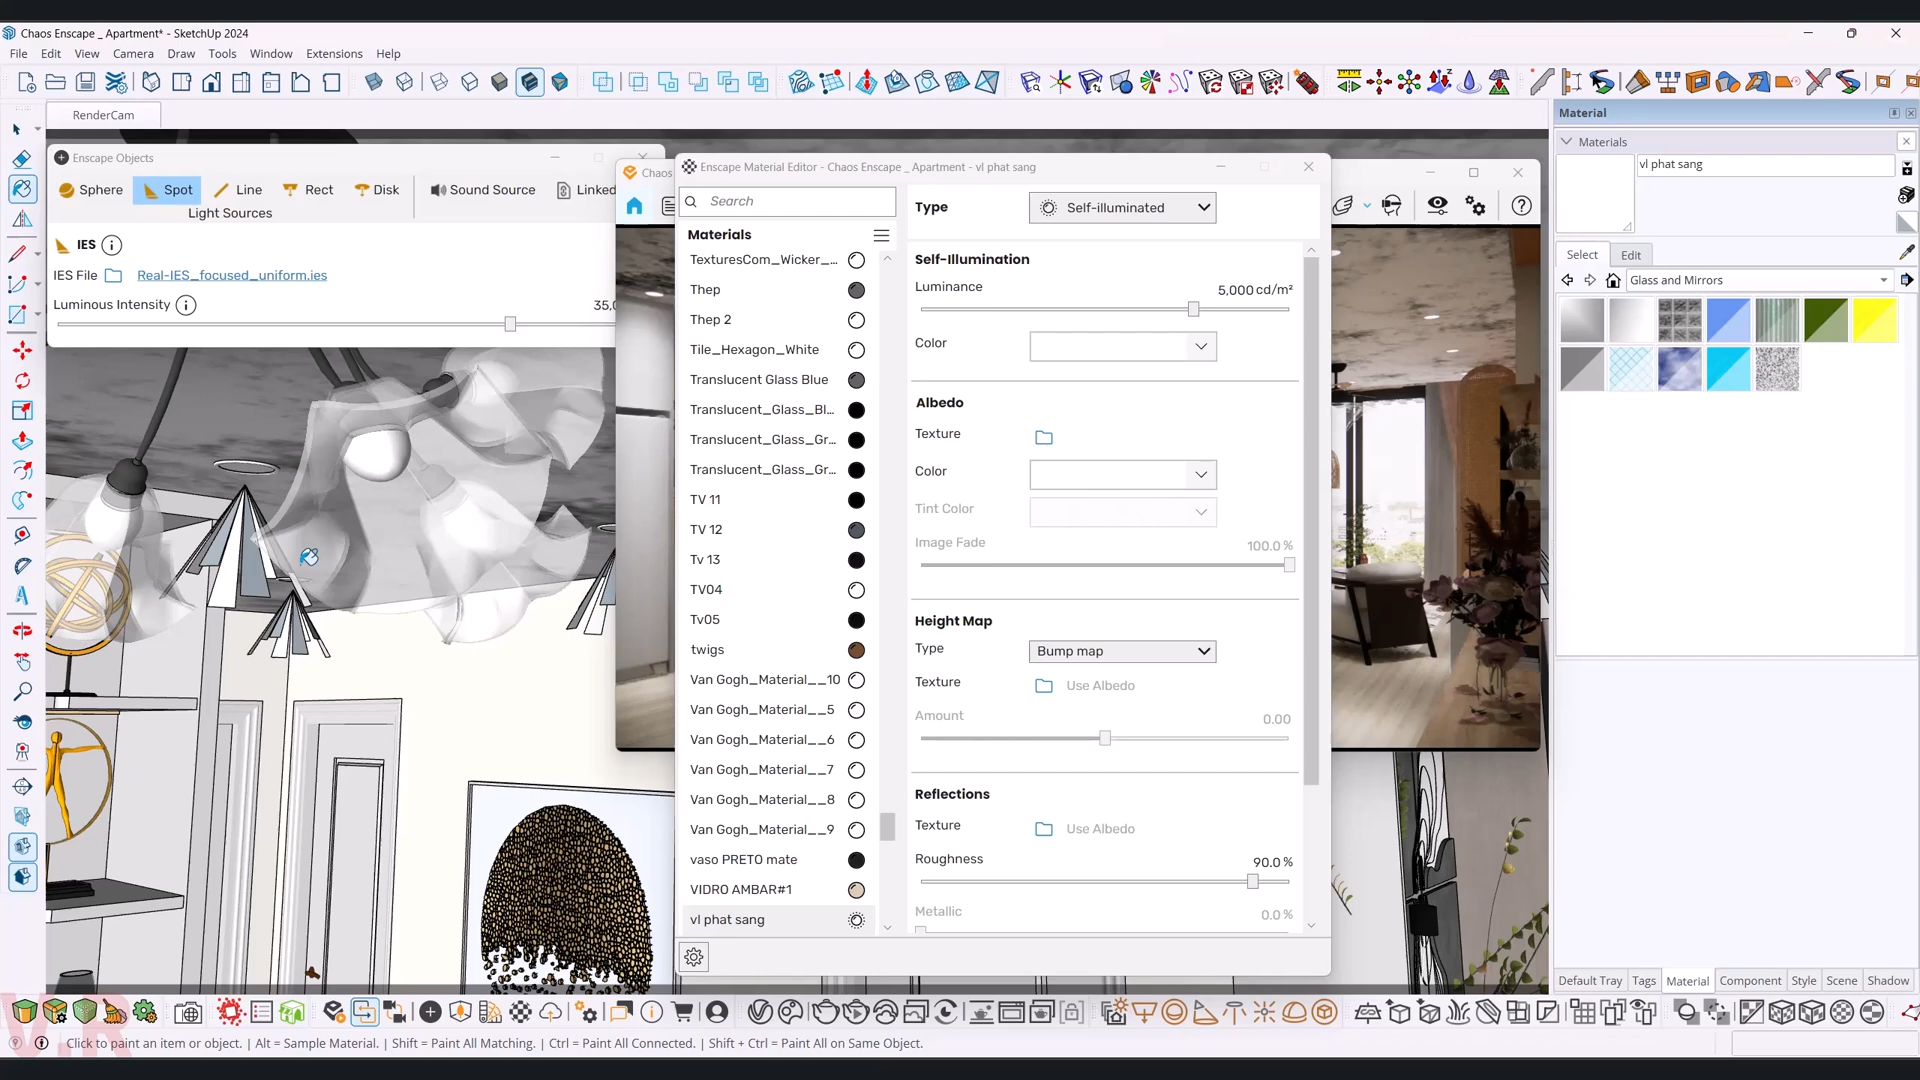 Chaos Enscape _ Apartment* - SketchUp 2024
File Edit View Camera Draw Tools Window Extensions Help
RenderCam
Enscape Objects
Sphere Spot Line Rect Disk Sound Source Linked
Light Sources
IES
IES File Real-IES_focused_uniform.ies
Luminous Intensity 35,0
Chaos
Enscape Material Editor - Chaos Enscape _ Apartment - vl phat sang
Search
Materials
TexturesCom_Wicker_...
Thep
Thep 2
Tile_Hexagon_White
Translucent Glass Blue
Translucent_Glass_Bl...
Translucent_Glass_Gr...
Translucent_Glass_Gr...
TV 11
TV 12
Tv 13
TV04
Tv05
twigs
Van Gogh_Material__10
Van Gogh_Material__5
Van Gogh_Material__6
Van Gogh_Material__7
Van Gogh_Material__8
Van Gogh_Material__9
vaso PRETO mate
VIDRO AMBAR#1
vl phat sang
Type Self-illuminated
Self-Illumination
Luminance 5,000 cd/m²
Color
Albedo
Texture
Color
Tint Color
Image Fade 100.0 %
Height Map
Type Bump map
Texture Use Albedo
Amount 0.00
Reflections
Texture Use Albedo
Roughness 90.0 %
Metallic 0.0 %
Material
Materials
vl phat sang
Select Edit
Glass and Mirrors
Default Tray Tags Material Component Style Scene Shadow
V.R
Click to paint an item or object. | Alt = Sample Material. | Shift = Paint All Matching. | Ctrl = Paint All Connected. | Shift + Ctrl = Paint All on Same Object.